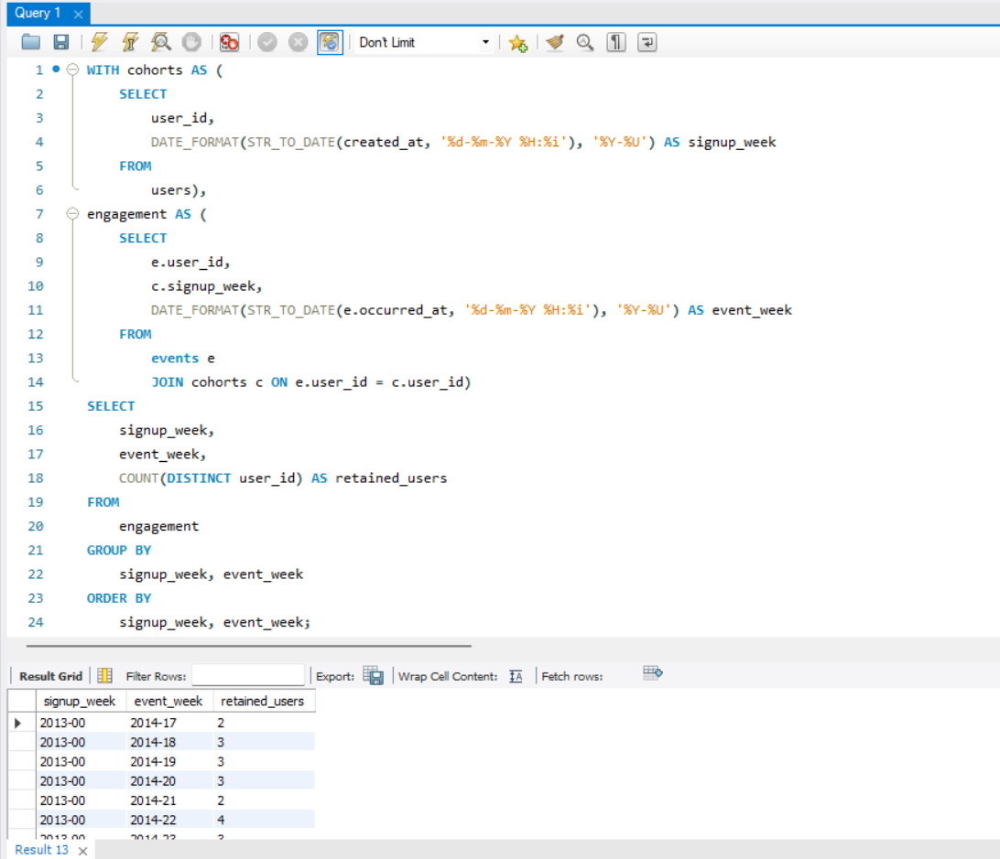 Query 1
Don't Limit
1 WITH cohorts AS (
2 SELECT
3 user_id,
4 DATE_FORMAT(STR_TO_DATE(created_at, '%d-%m-%Y %H:%i'), '%Y-%U') AS signup_week
5 FROM
6 users),
7 engagement AS (
8 SELECT
9 e.user_id,
10 c.signup_week,
11 DATE_FORMAT(STR_TO_DATE(e.occurred_at, '%d-%m-%Y %H:%i'), '%Y-%U') AS event_week
12 FROM
13 events e
14 JOIN cohorts c ON e.user_id = c.user_id)
15 SELECT
16 signup_week,
17 event_week,
18 COUNT(DISTINCT user_id) AS retained_users
19 FROM
20 engagement
21 GROUP BY
22 signup_week, event_week
23 ORDER BY
24 signup_week, event_week;
Result Grid Filter Rows: Export: Wrap Cell Content: Fetch rows:
signup_week event_week retained_users
2013-00 2014-17 2
2013-00 2014-18 3
2013-00 2014-19 3
2013-00 2014-20 3
2013-00 2014-21 2
2013-00 2014-22 4
2013-00 2014-23 3
Result 13